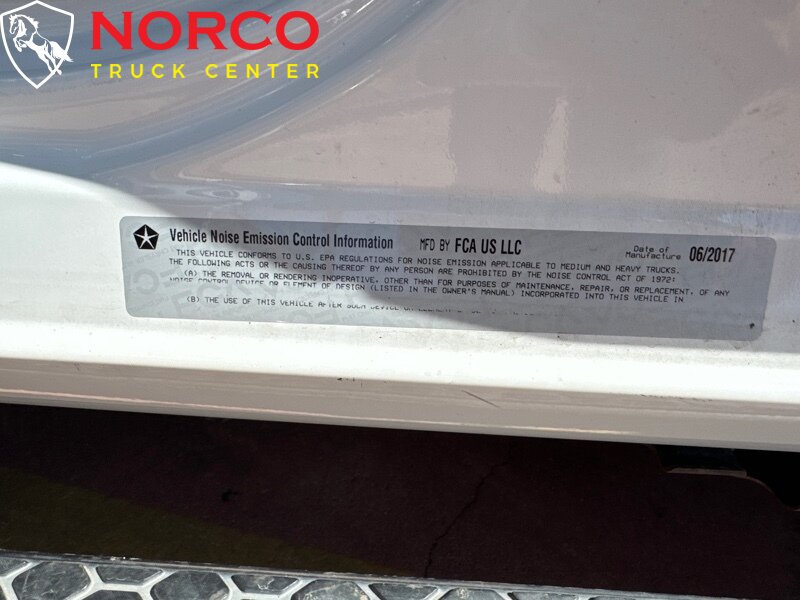 NORCO
TRUCK CENTER
Vehicle Noise Emission Control Information MFD BY FCA US LLC Date of Manufacture 06/2017
THIS VEHICLE CONFORMS TO U.S. EPA REGULATIONS FOR NOISE EMISSION APPLICABLE TO MEDIUM AND HEAVY TRUCKS.
THE FOLLOWING ACTS OR THE CAUSING THEREOF BY ANY PERSON ARE PROHIBITED BY THE NOISE CONTROL ACT OF 1972:
(A) THE REMOVAL OR RENDERING INOPERATIVE, OTHER THAN FOR PURPOSES OF MAINTENANCE, REPAIR, OR REPLACEMENT, OF ANY
NOISE CONTROL DEVICE OR ELEMENT OF DESIGN (LISTED IN THE OWNER'S MANUAL) INCORPORATED INTO THIS VEHICLE IN
(B) THE USE OF THIS VEHICLE AFTER SUCH DEVICE OR